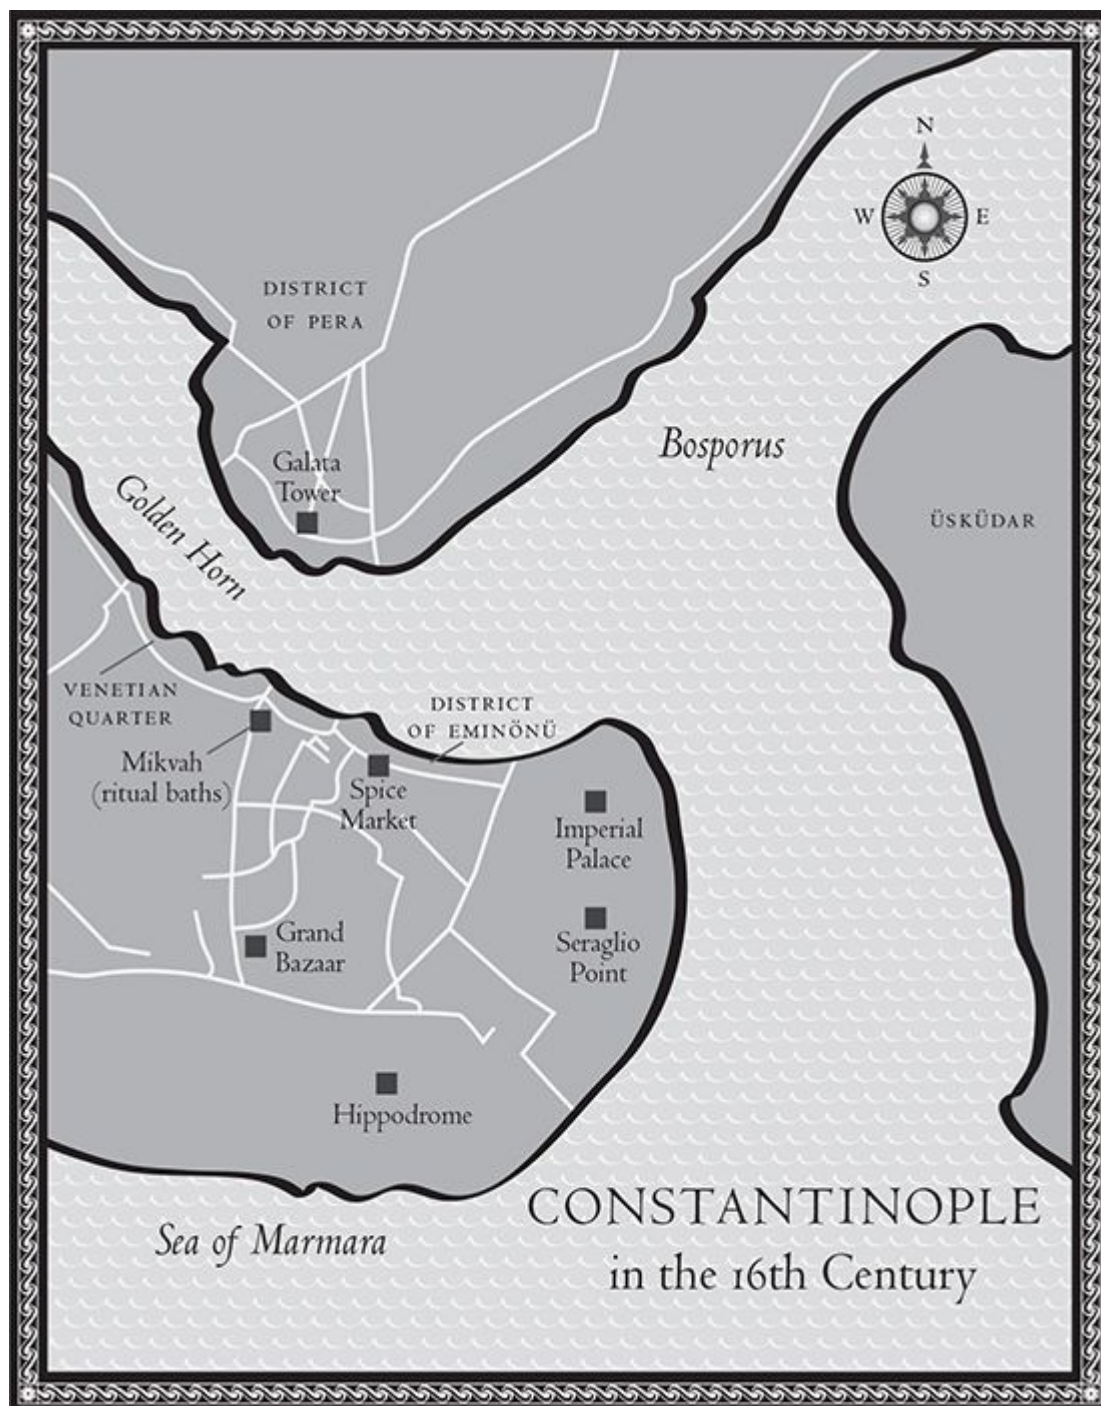 N
W E
S
DISTRICT
OF PERA
Galata
Tower
Bosporus
ÜSKÜDAR
Golden Horn
VENETIAN
QUARTER
DISTRICT
OF EMINÖNÜ
Mikvah
(ritual baths)
Spice
Market
Imperial
Palace
Grand
Bazaar
Seraglio
Point
Hippodrome
CONSTANTINOPLE
in the 16th Century
Sea of Marmara